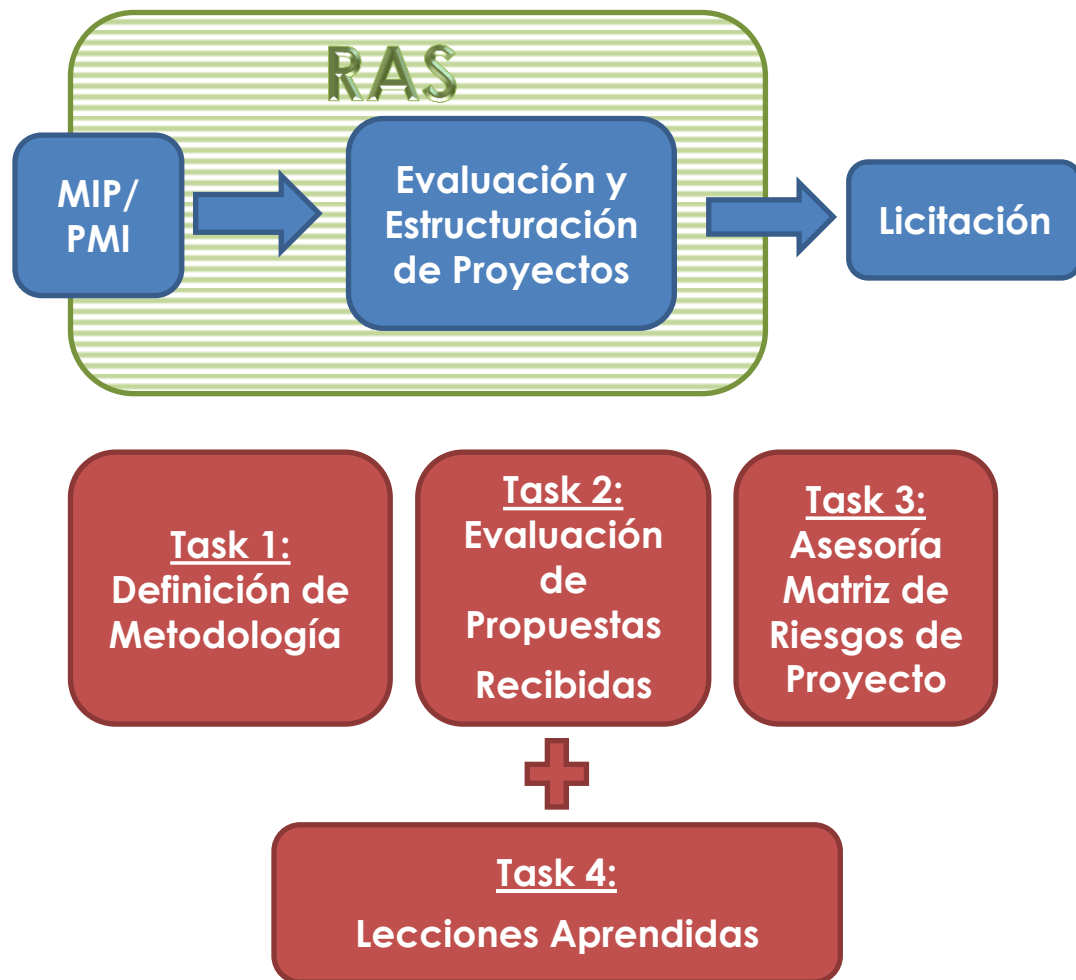 RAS
MIP/
PMI
Evaluación y
Estructuración
de Proyectos
Licitación
Task 1:
Definición de
Metodología
Task 2:
Evaluación
de
Propuestas
Recibidas
Task 3:
Asesoría
Matriz de
Riesgos de
Proyecto
Task 4:
Lecciones Aprendidas